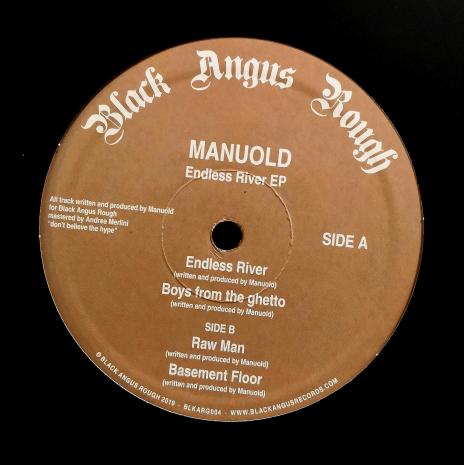 Black Angus Rough
MANUOLD
Endless River EP
All track written and produced by Manuold
for Black Angus Rough
mastered by Andrea Merlini
"don't believe the hype"
SIDE A
Endless River
(written and produced by Manuold)
Boys from the ghetto
(written and produced by Manuold)
SIDE B
Raw Man
(written and produced by Manuold)
Basement Floor
(written and produced by Manuold)
© BLACK ANGUS ROUGH 2019 - BLKARG004 - WWW.BLACKANGUSRECORDS.COM